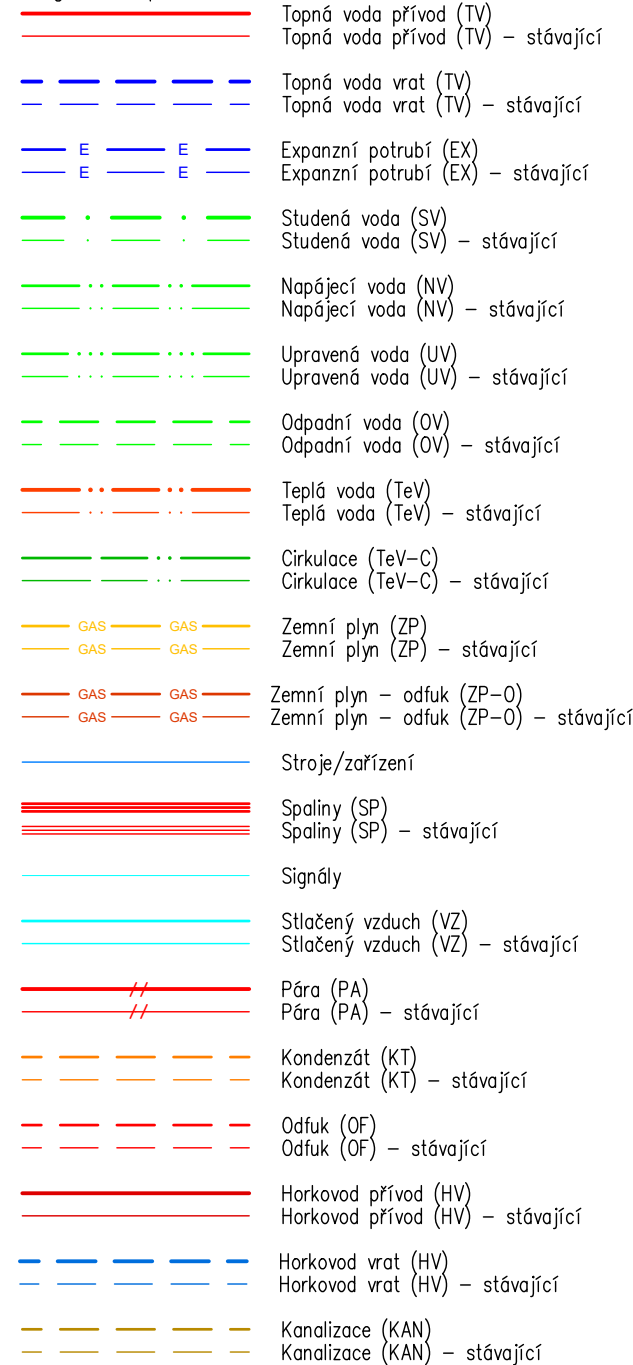 Topná voda přívod (TV)
Topná voda přívod (TV) – stávající
Topná voda vrat (TV)
Topná voda vrat (TV) – stávající
E E Expanzní potrubí (EX)
E E Expanzní potrubí (EX) – stávající
Studená voda (SV)
Studená voda (SV) – stávající
Napájecí voda (NV)
Napájecí voda (NV) – stávající
Upravená voda (UV)
Upravená voda (UV) – stávající
Odpadní voda (OV)
Odpadní voda (OV) – stávající
Teplá voda (TeV)
Teplá voda (TeV) – stávající
Cirkulace (TeV–C)
Cirkulace (TeV–C) – stávající
GAS GAS Zemní plyn (ZP)
GAS GAS Zemní plyn (ZP) – stávající
GAS GAS Zemní plyn – odfuk (ZP–O)
GAS GAS Zemní plyn – odfuk (ZP–O) – stávající
Stroje/zařízení
Spaliny (SP)
Spaliny (SP) – stávající
Signály
Stlačený vzduch (VZ)
Stlačený vzduch (VZ) – stávající
Pára (PA)
Pára (PA) – stávající
Kondenzát (KT)
Kondenzát (KT) – stávající
Odfuk (OF)
Odfuk (OF) – stávající
Horkovod přívod (HV)
Horkovod přívod (HV) – stávající
Horkovod vrat (HV)
Horkovod vrat (HV) – stávající
Kanalizace (KAN)
Kanalizace (KAN) – stávající